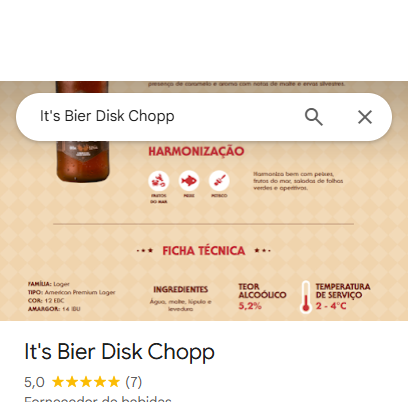 presença de caramelo e aroma com notas de malte e ervas silvestres.
It's Bier Disk Chopp
HARMONIZAÇÃO
FRUTOS DO MAR
PEIXES
PETISCO
Harmoniza bem com peixes,
frutos do mar, saladas de folhas
verdes e aperitivos.
FICHA TÉCNICA
FAMÍLIA: Lager
TIPO: American Premium Lager
COR: 12 EBC
AMARGOR: 14 IBU
INGREDIENTES
Água, malte, lúpulo e
levedura
TEOR
ALCOÓLICO
5,2%
TEMPERATURA
DE SERVIÇO
2 - 4°C
It's Bier Disk Chopp
5,0 ★★★★★ (7)
Fornecedor de bebidas